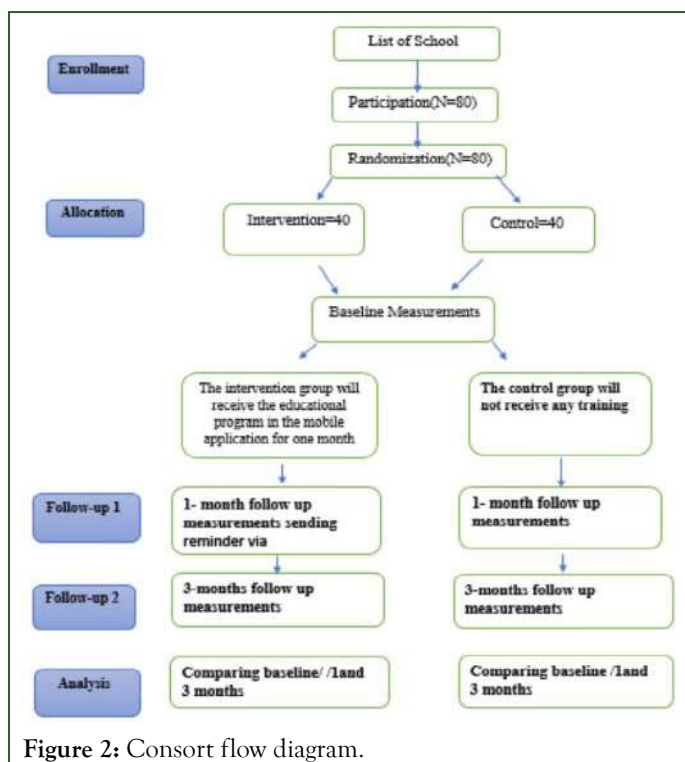 List of School
Enrollment
Participation(N=80)
Randomization(N=80)
Allocation
Intervention=40
Control=40
Baseline Measurements
The intervention group will
receive the educational
program in the mobile
application for one month
The control group will
not receive any training
Follow-up 1
1- month follow up
measurements sending
reminder via
1- month follow up
measurements
Follow-up 2
3-months follow up
measurements
3-months follow up
measurements
Analysis
Comparing baseline/ /1and
3 months
Comparing baseline /1and
3 months
Figure 2: Consort flow diagram.